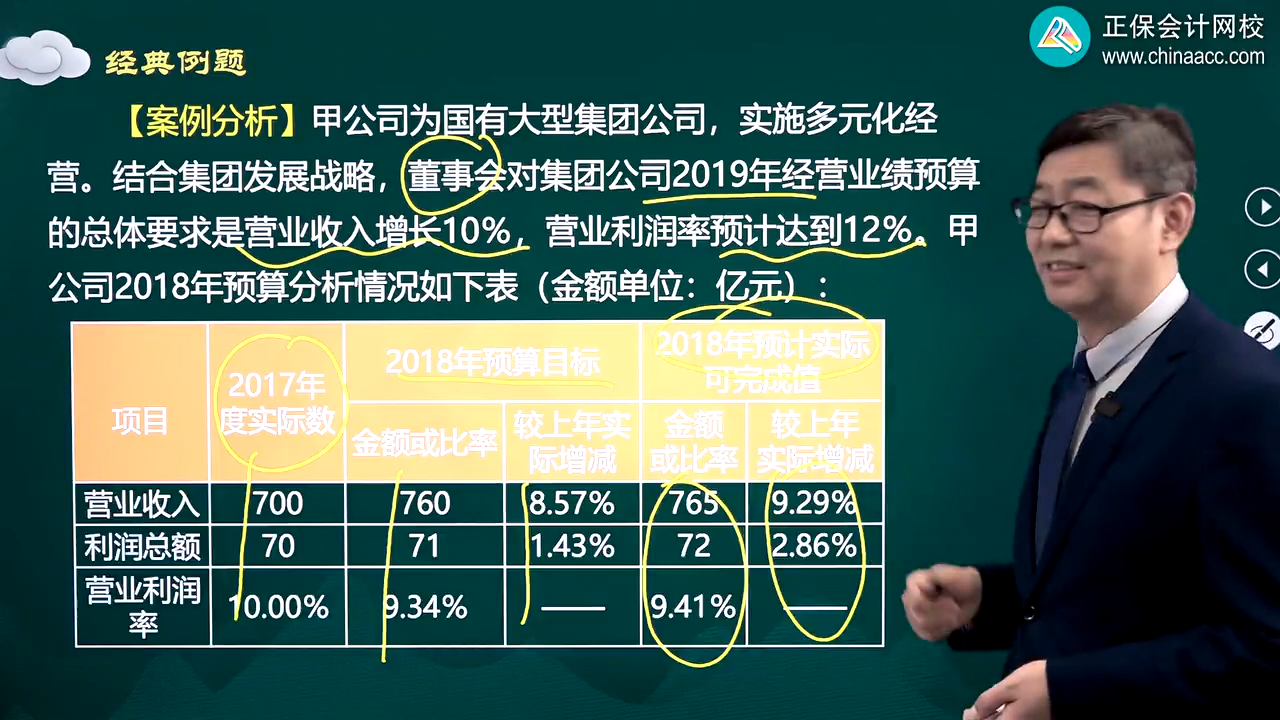 正保会计网校
www.chinaacc.com
经典例题
【案例分析】甲公司为国有大型集团公司，实施多元化经
营。结合集团发展战略，董事会对集团公司2019年经营业绩预算
的总体要求是营业收入增长10%，营业利润率预计达到12%。甲
公司2018年预算分析情况如下表（金额单位：亿元）：
项目
2017年
度实际数
2018年预算目标
2018年预计实际
可完成值
金额或比率
较上年实
际增减
金额
或比率
较上年
实际增减
营业收入 700 760 8.57% 765 9.29%
利润总额 70 71 1.43% 72 2.86%
营业利润
率 10.00% 9.34% —— 9.41% ——